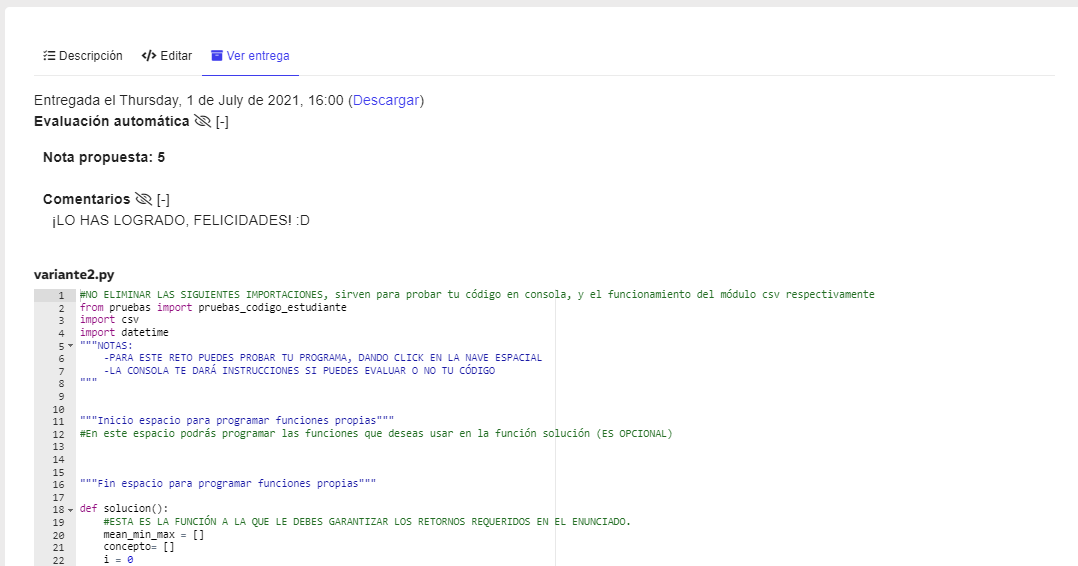 Descripción </> Editar Ver entrega
Entregada el Thursday, 1 de July de 2021, 16:00 (Descargar)
Evaluación automática [-]
Nota propuesta: 5
Comentarios [-]
¡LO HAS LOGRADO, FELICIDADES! :D
variante2.py
1 #NO ELIMINAR LAS SIGUIENTES IMPORTACIONES, sirven para probar tu código en consola, y el funcionamiento del módulo csv respectivamente
2 from pruebas import pruebas_codigo_estudiante
3 import csv
4 import datetime
5 """NOTAS:
6 -PARA ESTE RETO PUEDES PROBAR TU PROGRAMA, DANDO CLICK EN LA NAVE ESPACIAL
7 -LA CONSOLA TE DARÁ INSTRUCCIONES SI PUEDES EVALUAR O NO TU CÓDIGO
8 """
9
10
11 """Inicio espacio para programar funciones propias"""
12 #En este espacio podrás programar las funciones que deseas usar en la función solución (ES OPCIONAL)
13
14
15
16 """Fin espacio para programar funciones propias"""
17
18 def solucion():
19 #ESTA ES LA FUNCIÓN A LA QUE LE DEBES GARANTIZAR LOS RETORNOS REQUERIDOS EN EL ENUNCIADO.
20 mean_min_max = []
21 concepto= []
22 i = 0